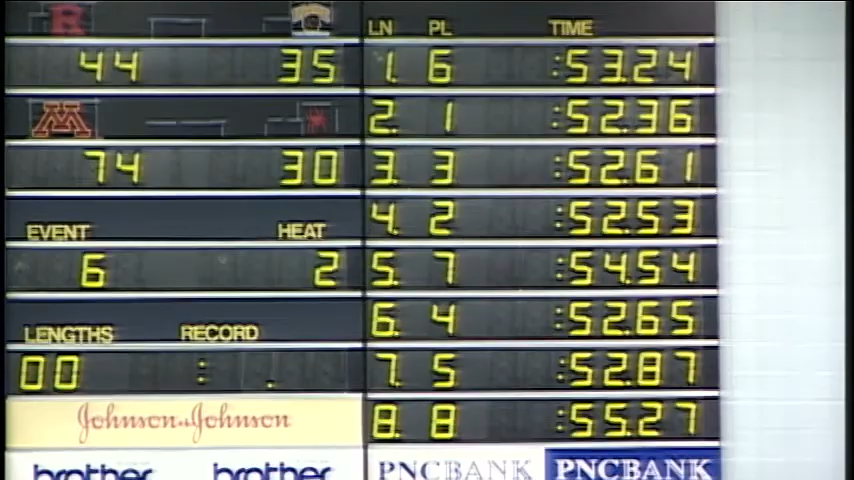 R
LN PL TIME
44 35 1. 6 :53.24
M
2. 1 :52.36
74 30 3. 3 :52.61
EVENT HEAT 4. 2 :52.53
6 2 5. 7 :54.54
LENGTHS RECORD 6. 4 :52.65
00 : . 7. 5 :52.87
Johnson & Johnson 8. 8 :55.27
brother brother PNCBANK PNCBANK